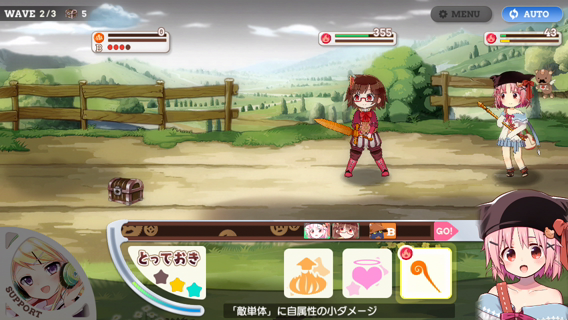 WAVE 2/3 5
MENU
AUTO
0
B
355
43
B
GO!
とっておき
SUPPORT
「敵単体」に自属性の小ダメージ